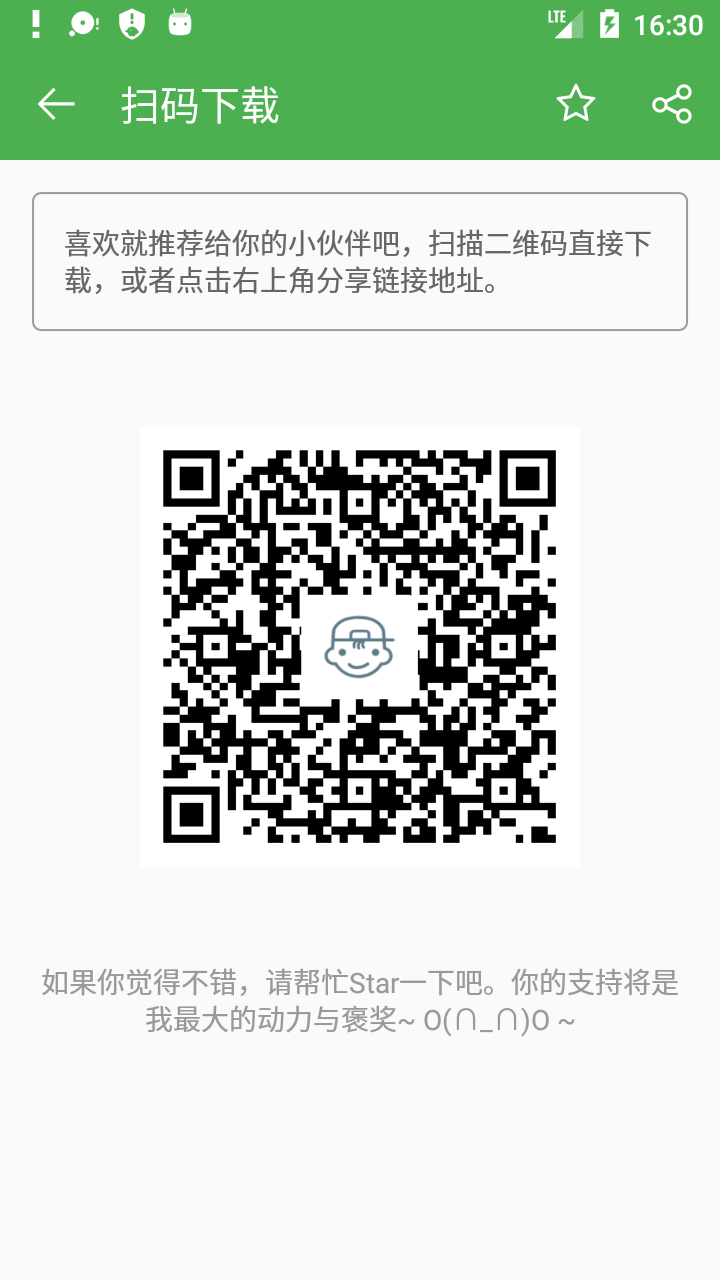 LTE 16:30
扫码下载
喜欢就推荐给你的小伙伴吧，扫描二维码直接下
载，或者点击右上角分享链接地址。
如果你觉得不错，请帮忙Star一下吧。你的支持将是
我最大的动力与褒奖~ O(∩_∩)O ~